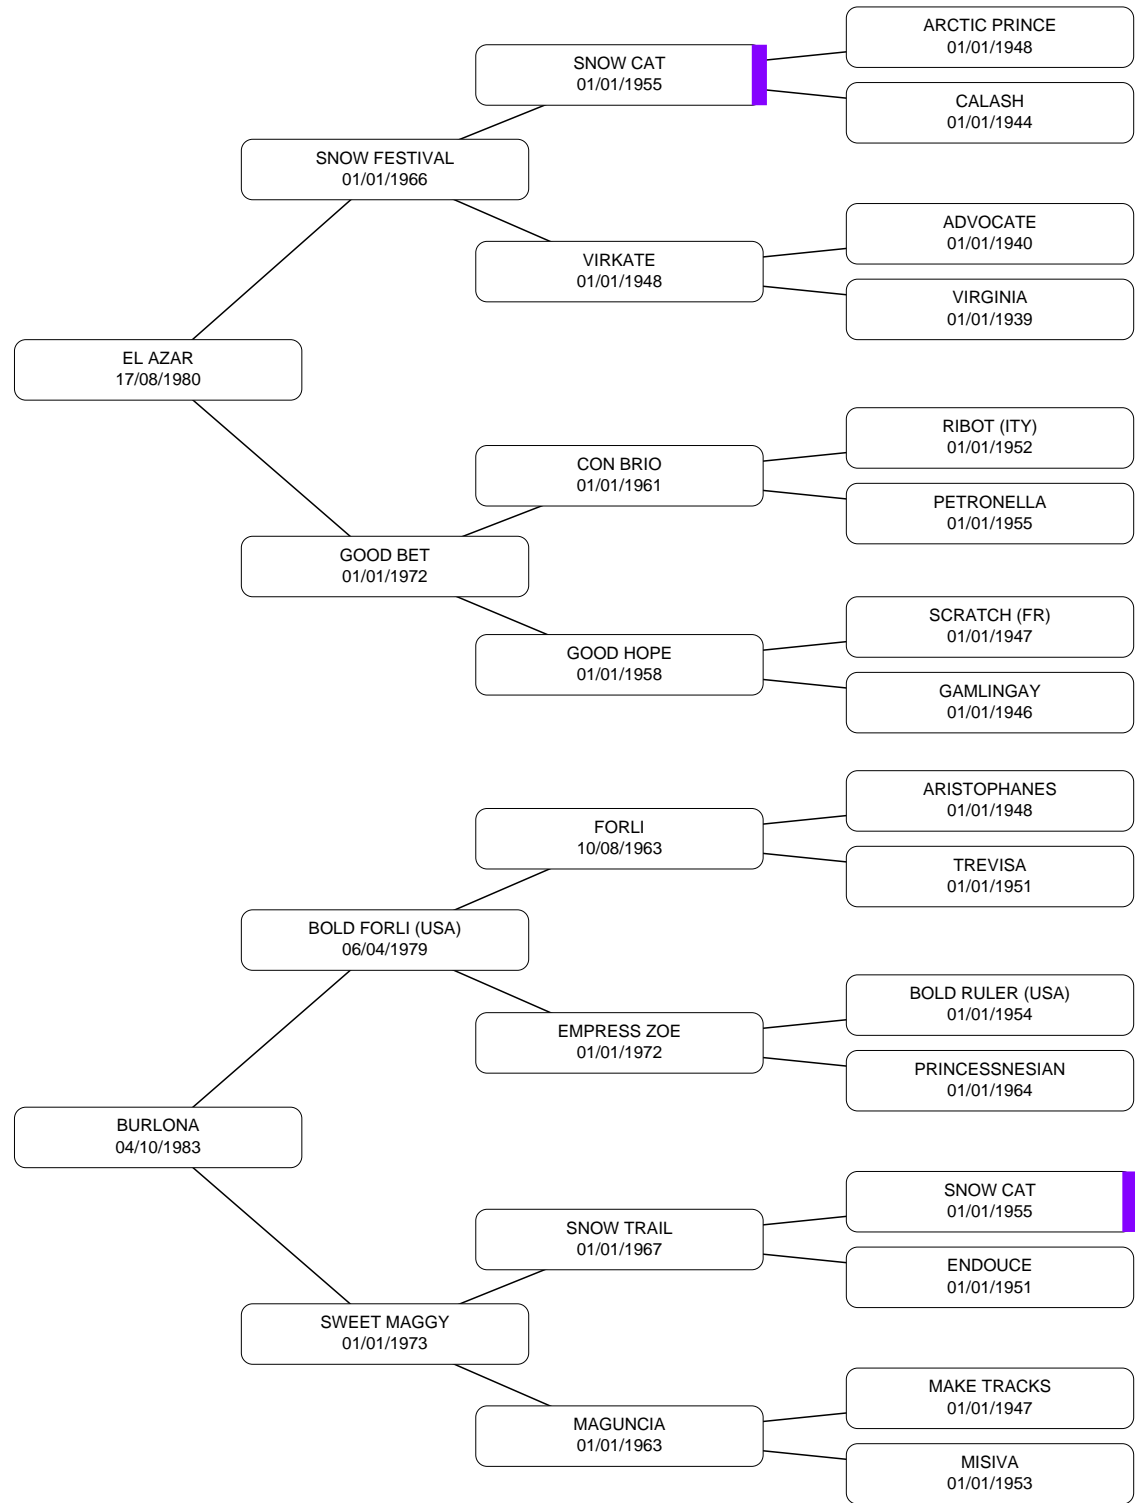 ARCTIC PRINCE
01/01/1948
SNOW CAT
01/01/1955
CALASH
01/01/1944
SNOW FESTIVAL
01/01/1966
ADVOCATE
01/01/1940
VIRKATE
01/01/1948
VIRGINIA
01/01/1939
EL AZAR
17/08/1980
RIBOT (ITY)
01/01/1952
CON BRIO
01/01/1961
PETRONELLA
01/01/1955
GOOD BET
01/01/1972
SCRATCH (FR)
01/01/1947
GOOD HOPE
01/01/1958
GAMLINGAY
01/01/1946
ARISTOPHANES
01/01/1948
FORLI
10/08/1963
TREVISA
01/01/1951
BOLD FORLI (USA)
06/04/1979
BOLD RULER (USA)
01/01/1954
EMPRESS ZOE
01/01/1972
PRINCESSNESIAN
01/01/1964
BURLONA
04/10/1983
SNOW CAT
01/01/1955
SNOW TRAIL
01/01/1967
ENDOUCE
01/01/1951
SWEET MAGGY
01/01/1973
MAKE TRACKS
01/01/1947
MAGUNCIA
01/01/1963
MISIVA
01/01/1953